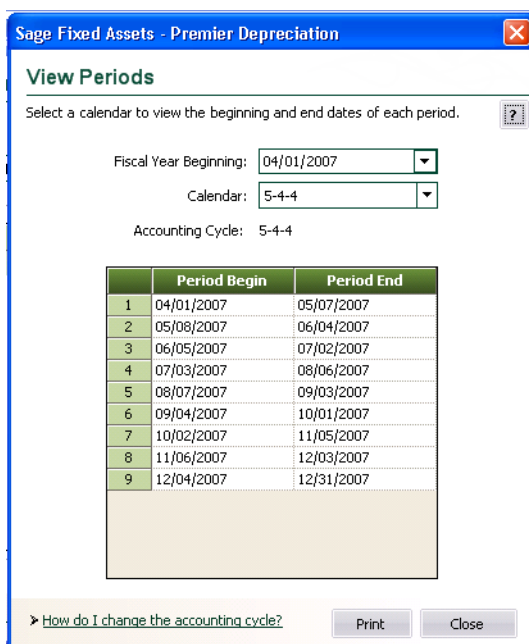 Sage Fixed Assets - Premier Depreciation
View Periods
Select a calendar to view the beginning and end dates of each period.
?
Fiscal Year Beginning: 04/01/2007
Calendar: 5-4-4
Accounting Cycle: 5-4-4
Period Begin Period End
1 04/01/2007 05/07/2007
2 05/08/2007 06/04/2007
3 06/05/2007 07/02/2007
4 07/03/2007 08/06/2007
5 08/07/2007 09/03/2007
6 09/04/2007 10/01/2007
7 10/02/2007 11/05/2007
8 11/06/2007 12/03/2007
9 12/04/2007 12/31/2007
How do I change the accounting cycle? Print Close